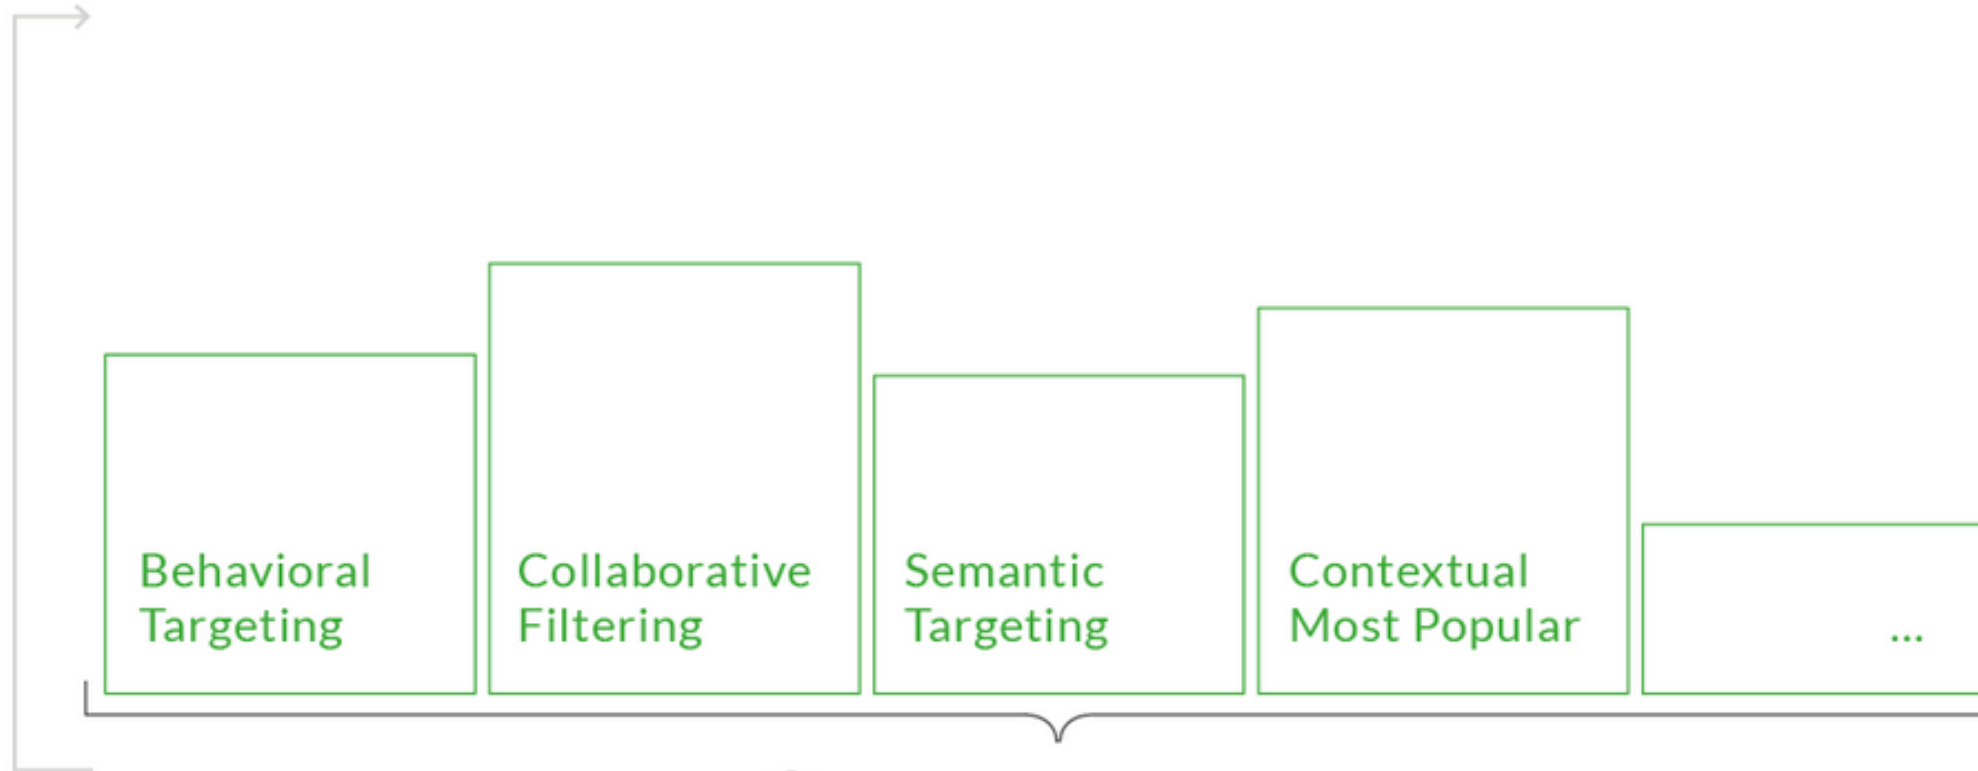 Behavioral
Targeting
Collaborative
Filtering
Semantic
Targeting
Contextual
Most Popular
...